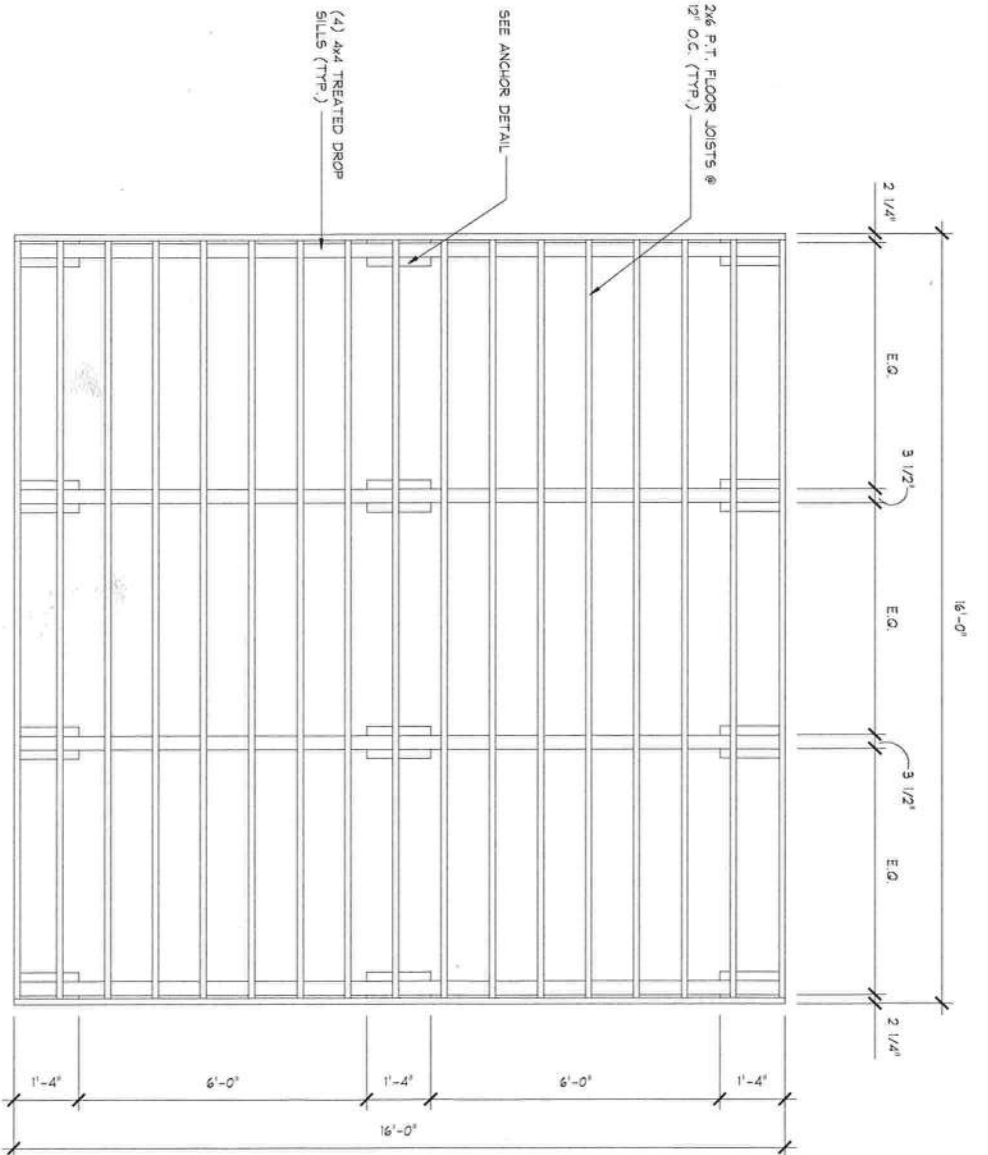 2x6 P.T. FLOOR JOISTS @
12" O.C. (TYP.)
SEE ANCHOR DETAIL
(4) 4x4 TREATED DROP
SILLS (TYP.)
2 1/4"
E.Q.
3 1/2"
E.Q.
3 1/2"
E.Q.
2 1/4"
16'-0"
1'-4"
6'-0"
1'-4"
6'-0"
1'-4"
16'-0"